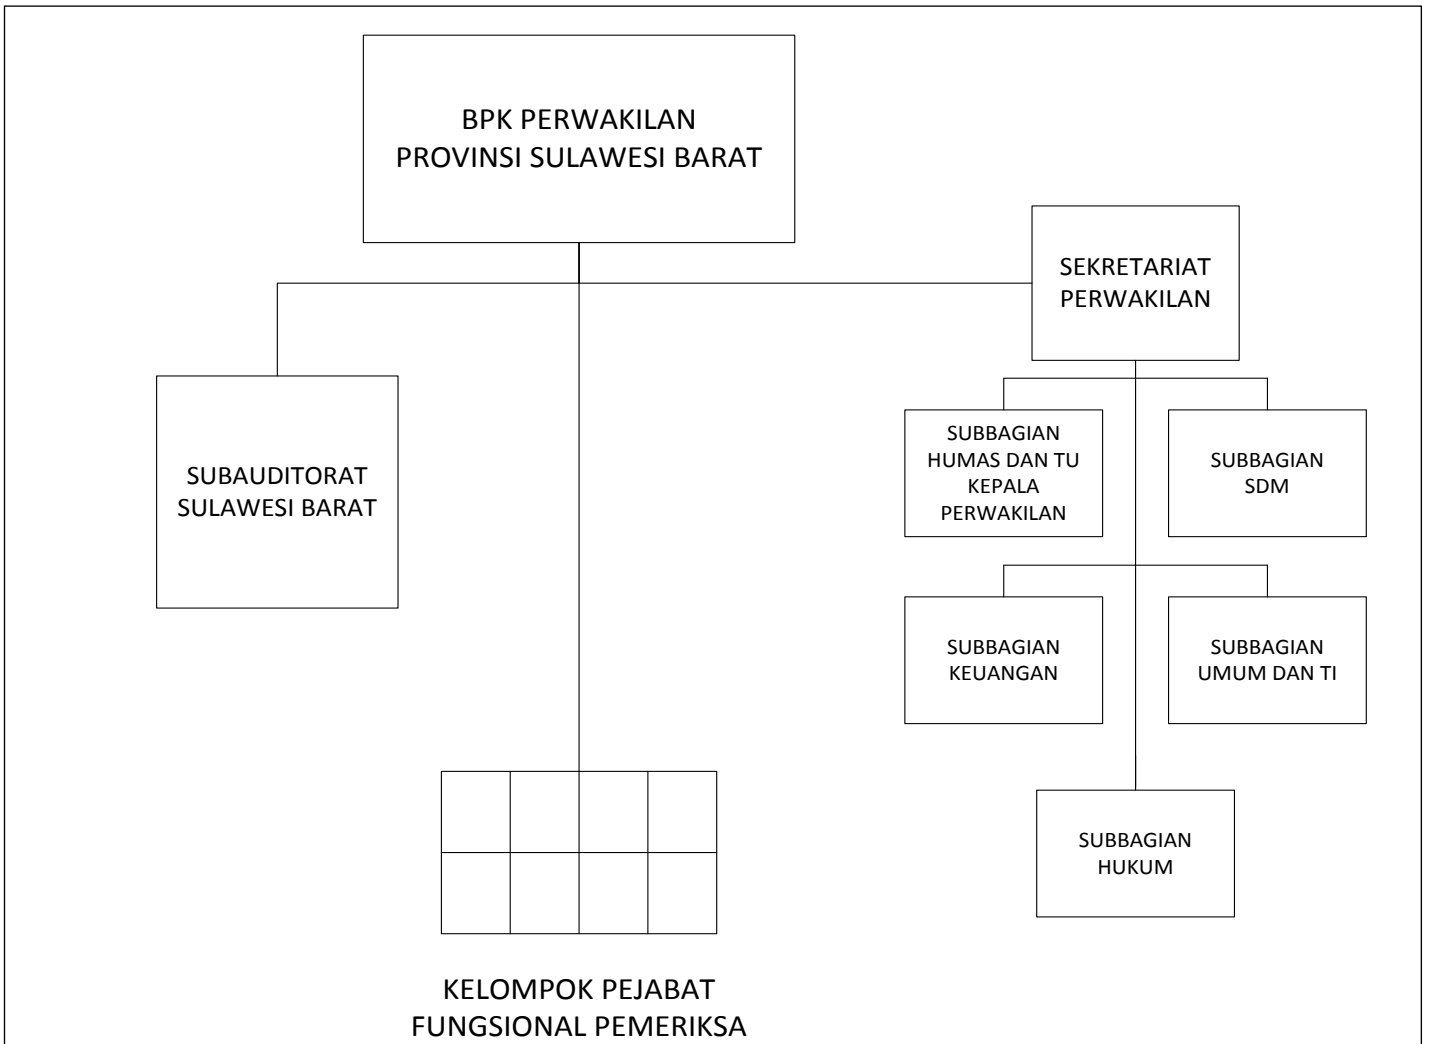 BPK PERWAKILAN
PROVINSI SULAWESI BARAT
SEKRETARIAT
PERWAKILAN
SUBAUDITORAT
SULAWESI BARAT
SUBBAGIAN
HUMAS DAN TU
KEPALA
PERWAKILAN
SUBBAGIAN
SDM
SUBBAGIAN
KEUANGAN
SUBBAGIAN
UMUM DAN TI
SUBBAGIAN
HUKUM
KELOMPOK PEJABAT
FUNGSIONAL PEMERIKSA